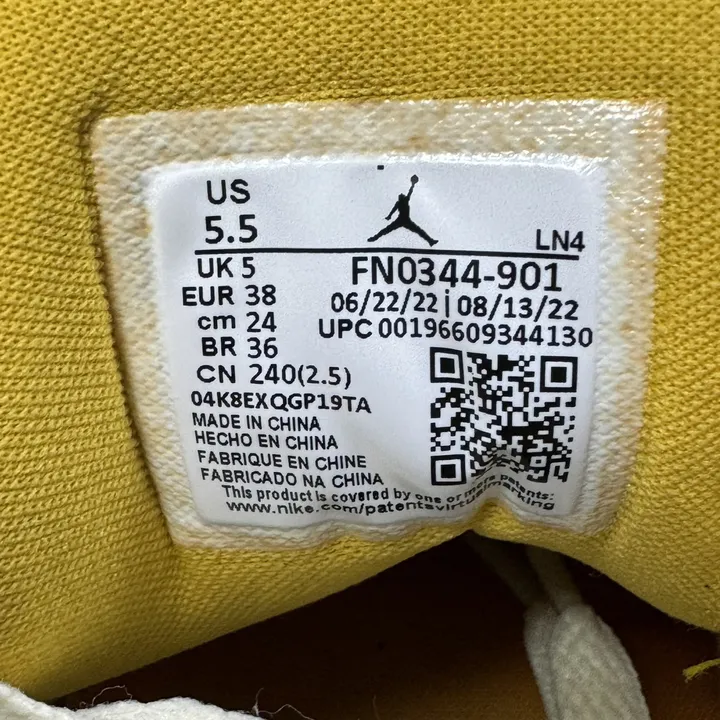 US
5.5
LN4
UK 5
FN0344-901
EUR 38
06/22/22 | 08/13/22
cm 24
UPC 00196609344130
BR 36
CN 240(2.5)
04K8EXQGP19TA
MADE IN CHINA
HECHO EN CHINA
FABRIQUE EN CHINE
FABRICADO NA CHINA
This product is covered by one or more patents:
www.nike.com/patentsvirtualmarking